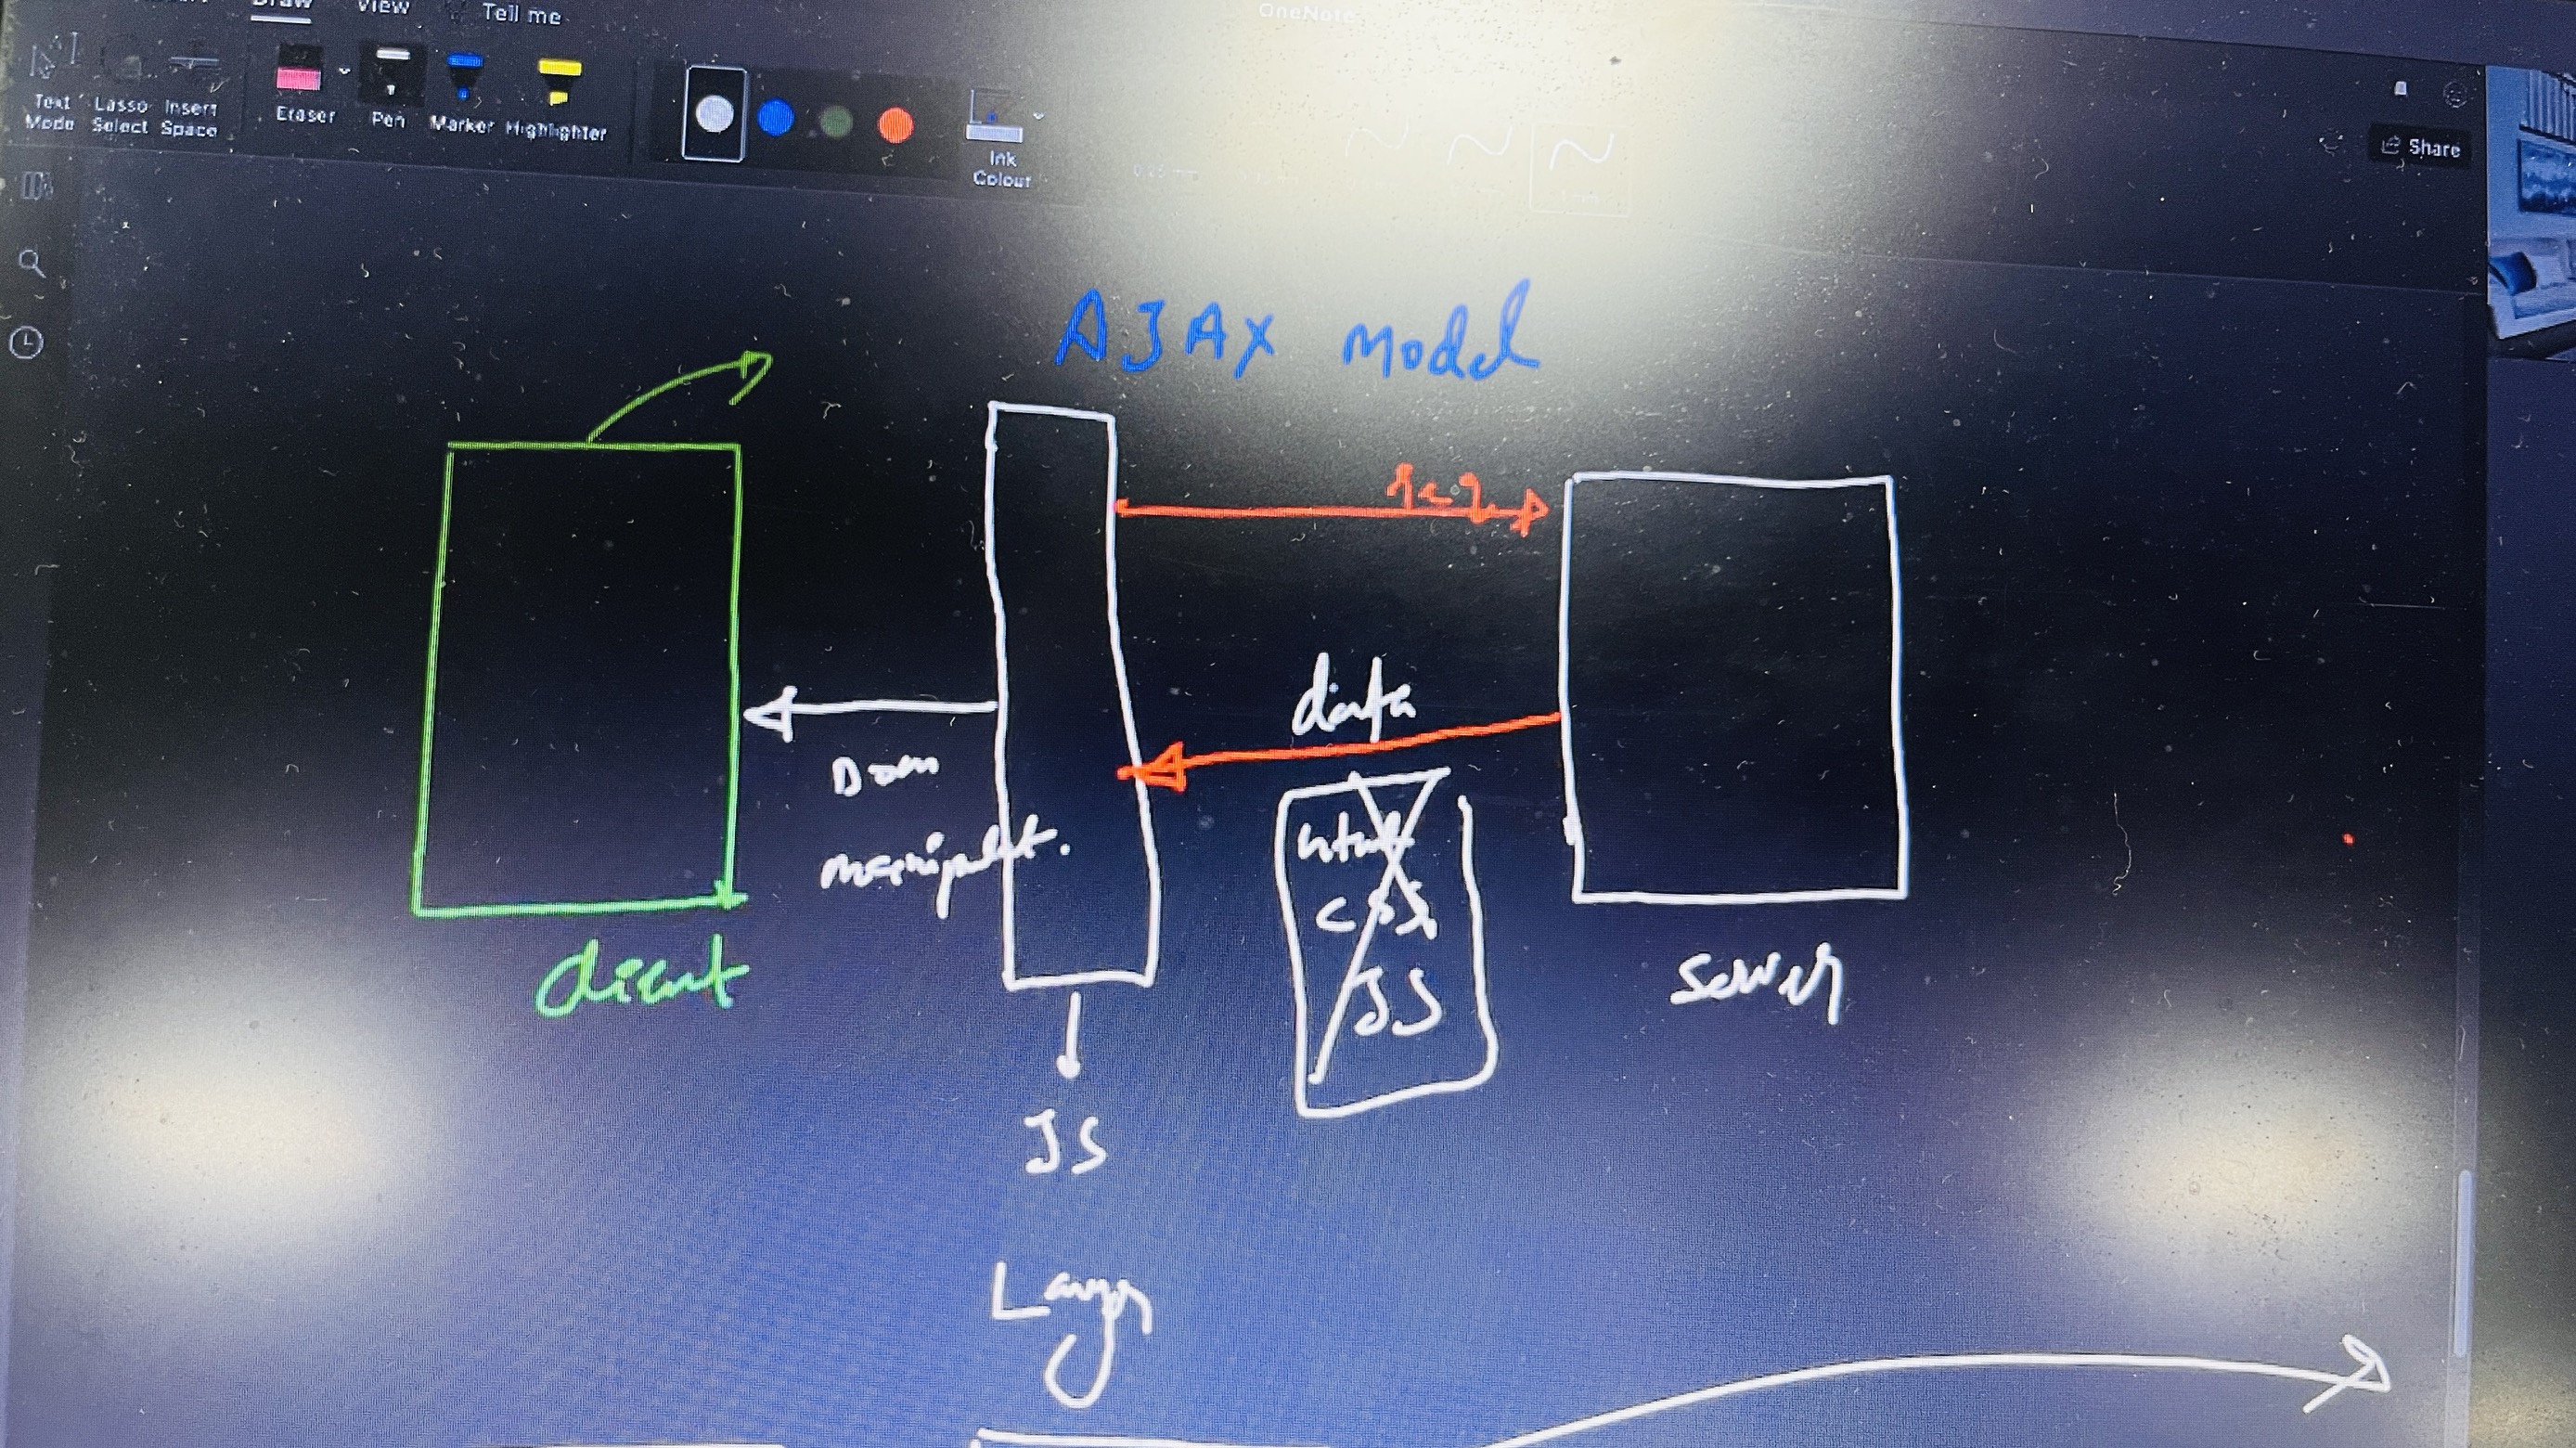 Draw
View
Tell me
OneNote
Text Mode
Lasso Select
Insert Space
Eraser
Pen
Marker
Highlighter
Ink Colour
Share
AJAX Model
req
data
Dom
manipulat.
html
css
JS
client
server
JS
Layer